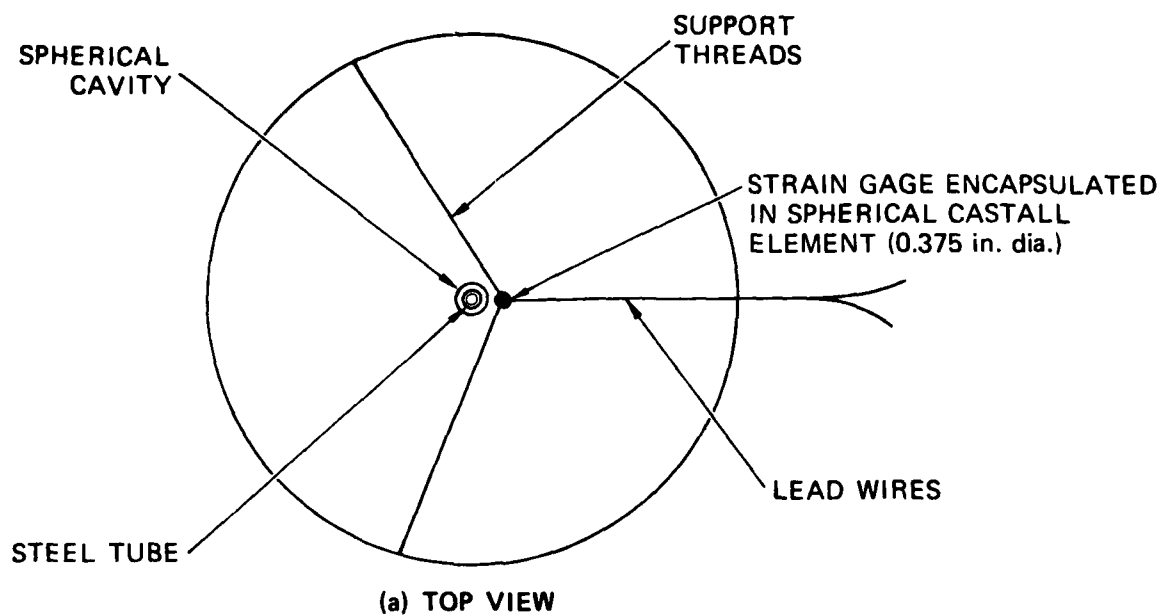 SUPPORT
THREADS
SPHERICAL
CAVITY
STRAIN GAGE ENCAPSULATED
IN SPHERICAL CASTALL
ELEMENT (0.375 in. dia.)
LEAD WIRES
STEEL TUBE
(a) TOP VIEW